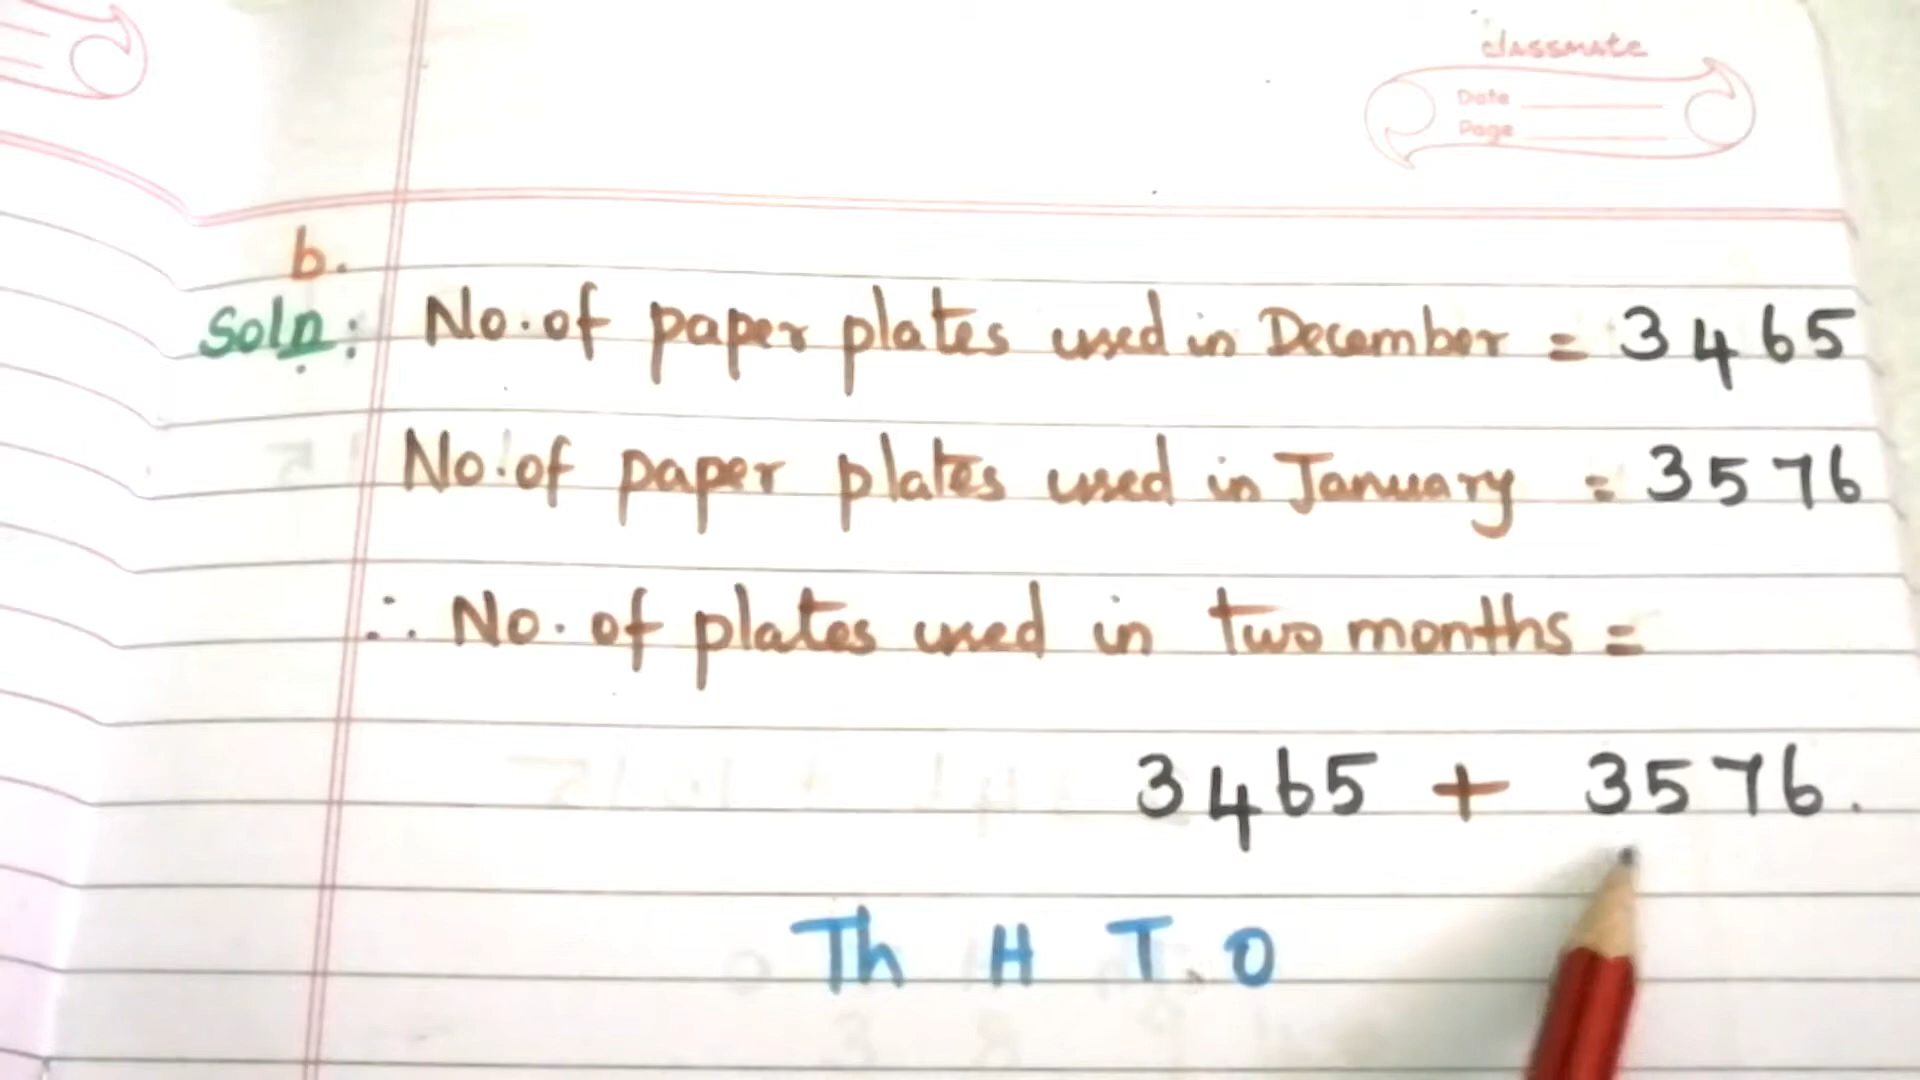 classmate
Date
Page
b.
Soln: No. of paper plates used in December = 3465
No. of paper plates used in January = 3576
∴ No. of plates used in two months =
3465 + 3576.
Th H T O